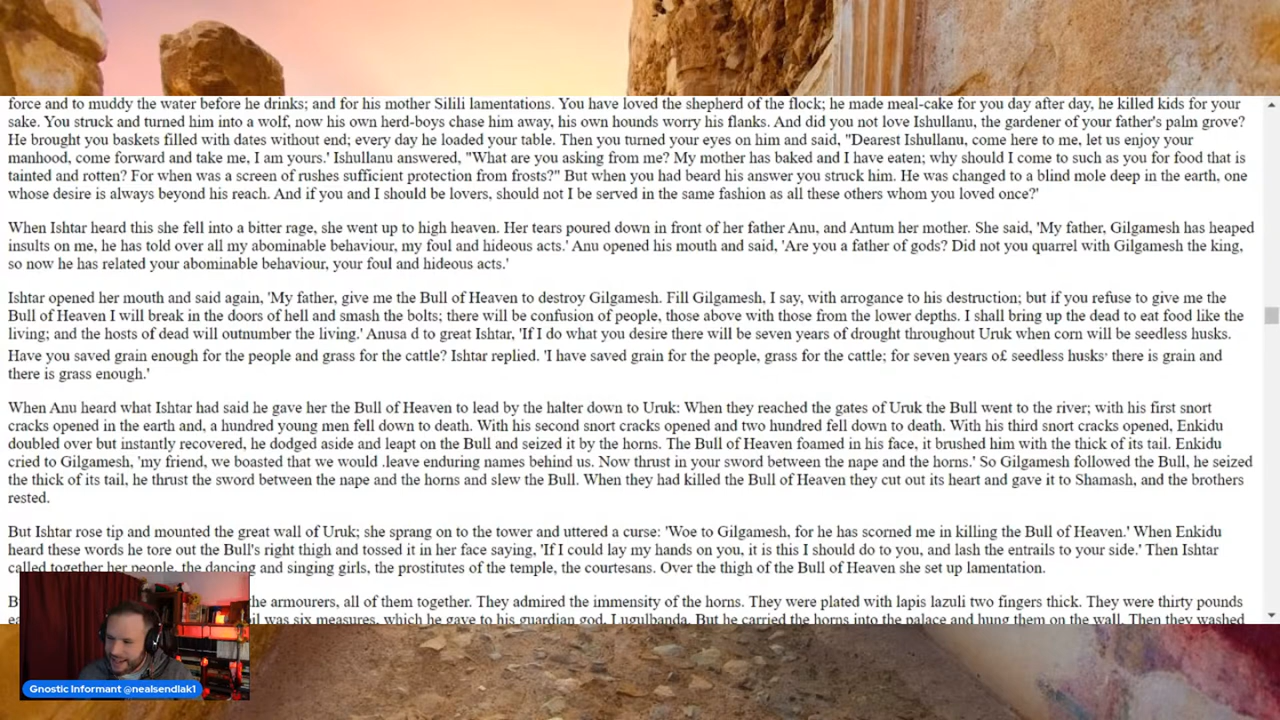 force and to muddy the water before he drinks; and for his mother Silili lamentations. You have loved the shepherd of the flock; he made meal-cake for you day after day, he killed kids for your
sake. You struck and turned him into a wolf, now his own herd-boys chase him away, his own hounds worry his flanks. And did you not love Ishullanu, the gardener of your father's palm grove?
He brought you baskets filled with dates without end; every day he loaded your table. Then you turned your eyes on him and said, "Dearest Ishullanu, come here to me, let us enjoy your
manhood, come forward and take me, I am yours.' Ishullanu answered, "What are you asking from me? My mother has baked and I have eaten; why should I come to such as you for food that is
tainted and rotten? For when was a screen of rushes sufficient protection from frosts?" But when you had beard his answer you struck him. He was changed to a blind mole deep in the earth, one
whose desire is always beyond his reach. And if you and I should be lovers, should not I be served in the same fashion as all these others whom you loved once?'
When Ishtar heard this she fell into a bitter rage, she went up to high heaven. Her tears poured down in front of her father Anu, and Antum her mother. She said, 'My father, Gilgamesh has heaped
insults on me, he has told over all my abominable behaviour, my foul and hideous acts.' Anu opened his mouth and said, 'Are you a father of gods? Did not you quarrel with Gilgamesh the king,
so now he has related your abominable behaviour, your foul and hideous acts.'
Ishtar opened her mouth and said again, 'My father, give me the Bull of Heaven to destroy Gilgamesh. Fill Gilgamesh, I say, with arrogance to his destruction; but if you refuse to give me the
Bull of Heaven I will break in the doors of hell and smash the bolts; there will be confusion of people, those above with those from the lower depths. I shall bring up the dead to eat food like the
living; and the hosts of dead will outnumber the living.' Anusa d to great Ishtar, 'If I do what you desire there will be seven years of drought throughout Uruk when corn will be seedless husks.
Have you saved grain enough for the people and grass for the cattle? Ishtar replied. 'I have saved grain for the people, grass for the cattle; for seven years o£ seedless husks' there is grain and
there is grass enough.'
When Anu heard what Ishtar had said he gave her the Bull of Heaven to lead by the halter down to Uruk: When they reached the gates of Uruk the Bull went to the river; with his first snort
cracks opened in the earth and, a hundred young men fell down to death. With his second snort cracks opened and two hundred fell down to death. With his third snort cracks opened, Enkidu
doubled over but instantly recovered, he dodged aside and leapt on the Bull and seized it by the horns. The Bull of Heaven foamed in his face, it brushed him with the thick of its tail. Enkidu
cried to Gilgamesh, 'my friend, we boasted that we would .leave enduring names behind us. Now thrust in your sword between the nape and the horns.' So Gilgamesh followed the Bull, he seized
the thick of its tail, he thrust the sword between the nape and the horns and slew the Bull. When they had killed the Bull of Heaven they cut out its heart and gave it to Shamash, and the brothers
rested.
But Ishtar rose tip and mounted the great wall of Uruk; she sprang on to the tower and uttered a curse: 'Woe to Gilgamesh, for he has scorned me in killing the Bull of Heaven.' When Enkidu
heard these words he tore out the Bull's right thigh and tossed it in her face saying, 'If I could lay my hands on you, it is this I should do to you, and lash the entrails to your side.' Then Ishtar
called together her people, the dancing and singing girls, the prostitutes of the temple, the courtesans. Over the thigh of the Bull of Heaven she set up lamentation.
the armourers, all of them together. They admired the immensity of the horns. They were plated with lapis lazuli two fingers thick. They were thirty pounds
was six measures, which he gave to his guardian god, Lugulbanda. But he carried the horns into the palace and hung them on the wall. Then they washed
Gnostic Informant @nealsendlak1